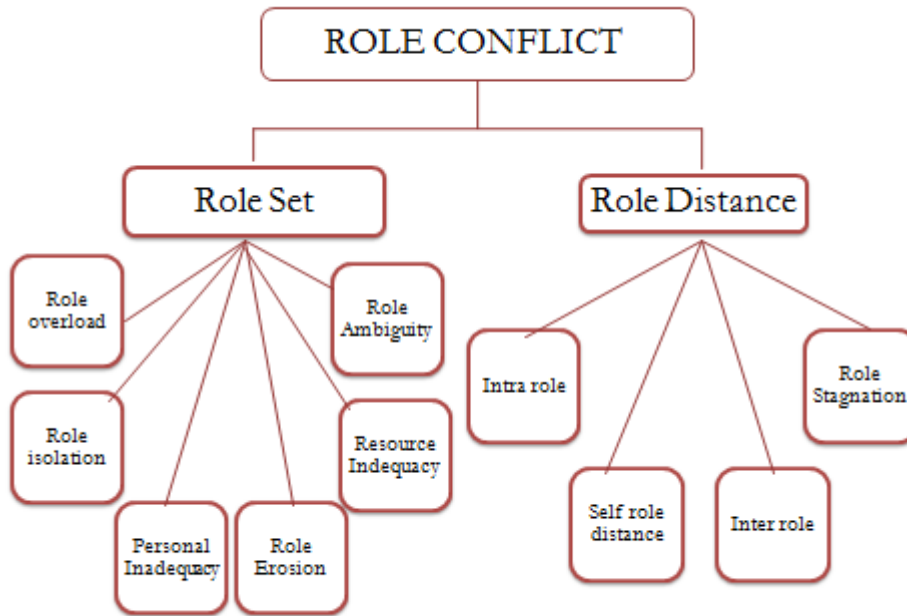 ROLE CONFLICT
Role Set
Role Distance
Role
overload
Role
Ambiguity
Role
isolation
Resource
Indequacy
Personal
Inadequacy
Role
Erosion
Intra role
Role
Stagnation
Self role
distance
Inter role